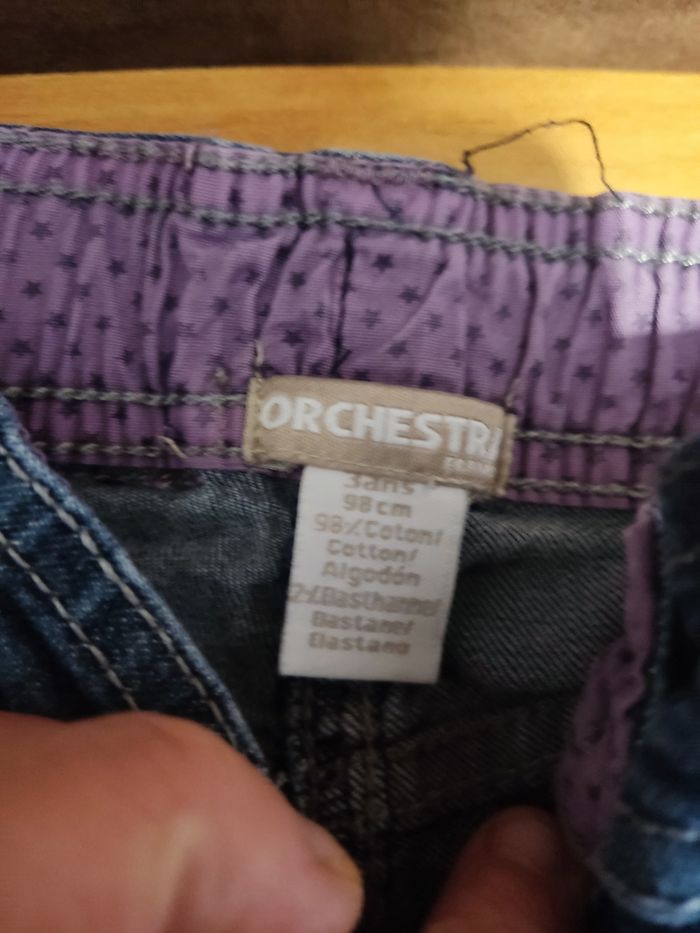 ORCHESTRA
3ans
98cm
98%Coton/
Cotton/
Algodón
2%Elasthanne/
Elastane/
Elastano